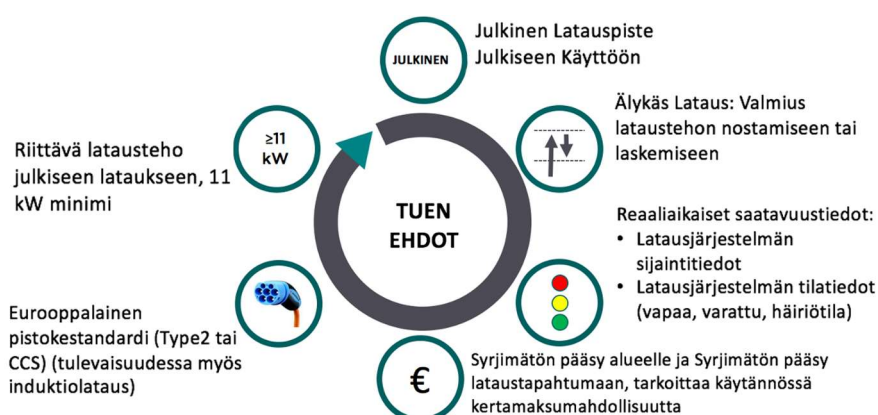 JULKINEN
Julkinen Latauspiste
Julkiseen Käyttöön
Älykäs Lataus: Valmius
lataustehon nostamiseen tai
laskemiseen
Reaaliaikaiset saatavuustiedot:
• Latausjärjestelmän
sijaintitiedot
• Latausjärjestelmän tilatiedot
(vapaa, varattu, häiriötila)
€
Syrjimätön pääsy alueelle ja Syrjimätön pääsy
lataustapahtumaan, tarkoittaa käytännössä
kertamaksumahdollisuutta
Eurooppalainen
pistokestandardi (Type2 tai
CCS) (tulevaisuudessa myös
induktiolataus)
≥11
kW
Riittävä latausteho
julkiseen lataukseen, 11
kW minimi
TUEN
EHDOT